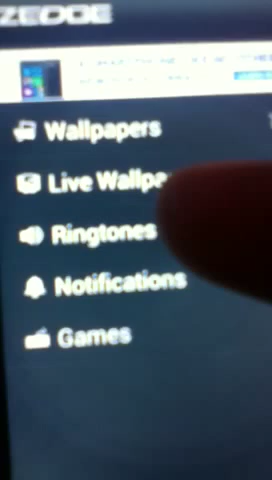 ZEDGE
Wallpapers
Live Wallpa
Ringtones
Notifications
Games